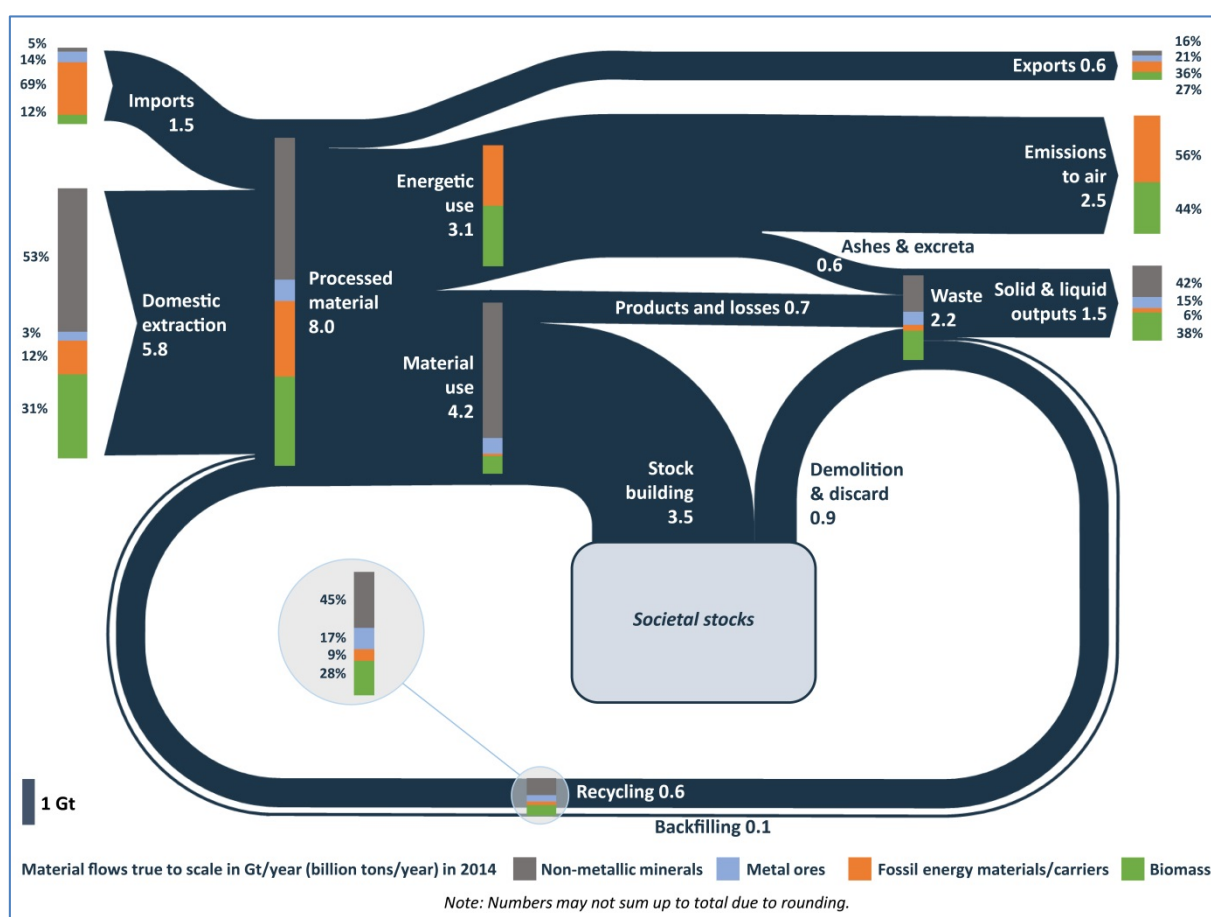 5%
14%
69%
12%
Imports
1.5
Exports 0.6
16%
21%
36%
27%
53%
3%
12%
31%
Domestic
extraction
5.8
Processed
material
8.0
Energetic
use
3.1
Emissions
to air
2.5
56%
44%
Ashes & excreta
0.6
Products and losses 0.7
Waste
2.2
Solid & liquid
outputs 1.5
42%
15%
6%
38%
Material
use
4.2
Stock
building
3.5
Demolition
& discard
0.9
Societal stocks
45%
17%
9%
28%
Recycling 0.6
Backfilling 0.1
1 Gt
Material flows true to scale in Gt/year (billion tons/year) in 2014
Non-metallic minerals
Metal ores
Fossil energy materials/carriers
Biomass
Note: Numbers may not sum up to total due to rounding.